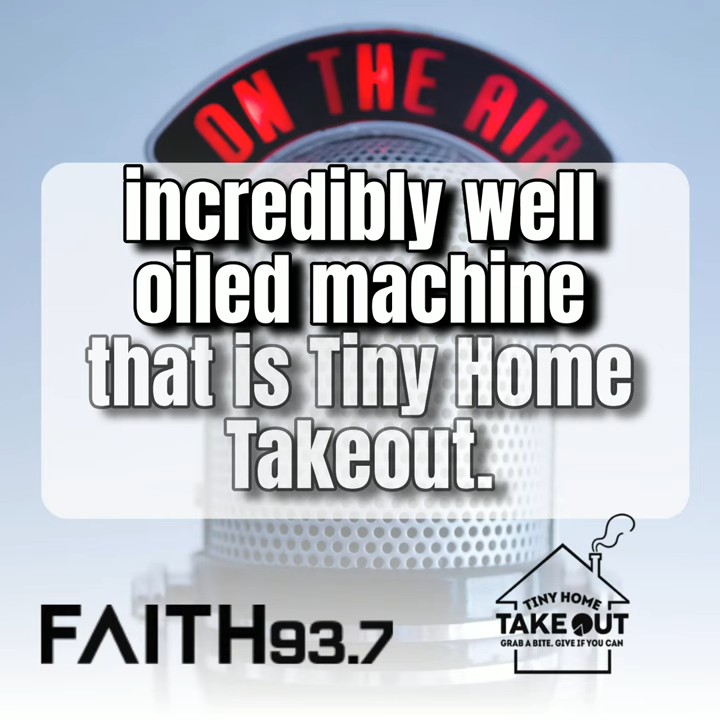 ON THE AIR
incredibly well
oiled machine
that is Tiny Home
Takeout.
FAITH93.7
TINY HOME
TAKE OUT
GRAB A BITE. GIVE IF YOU CAN